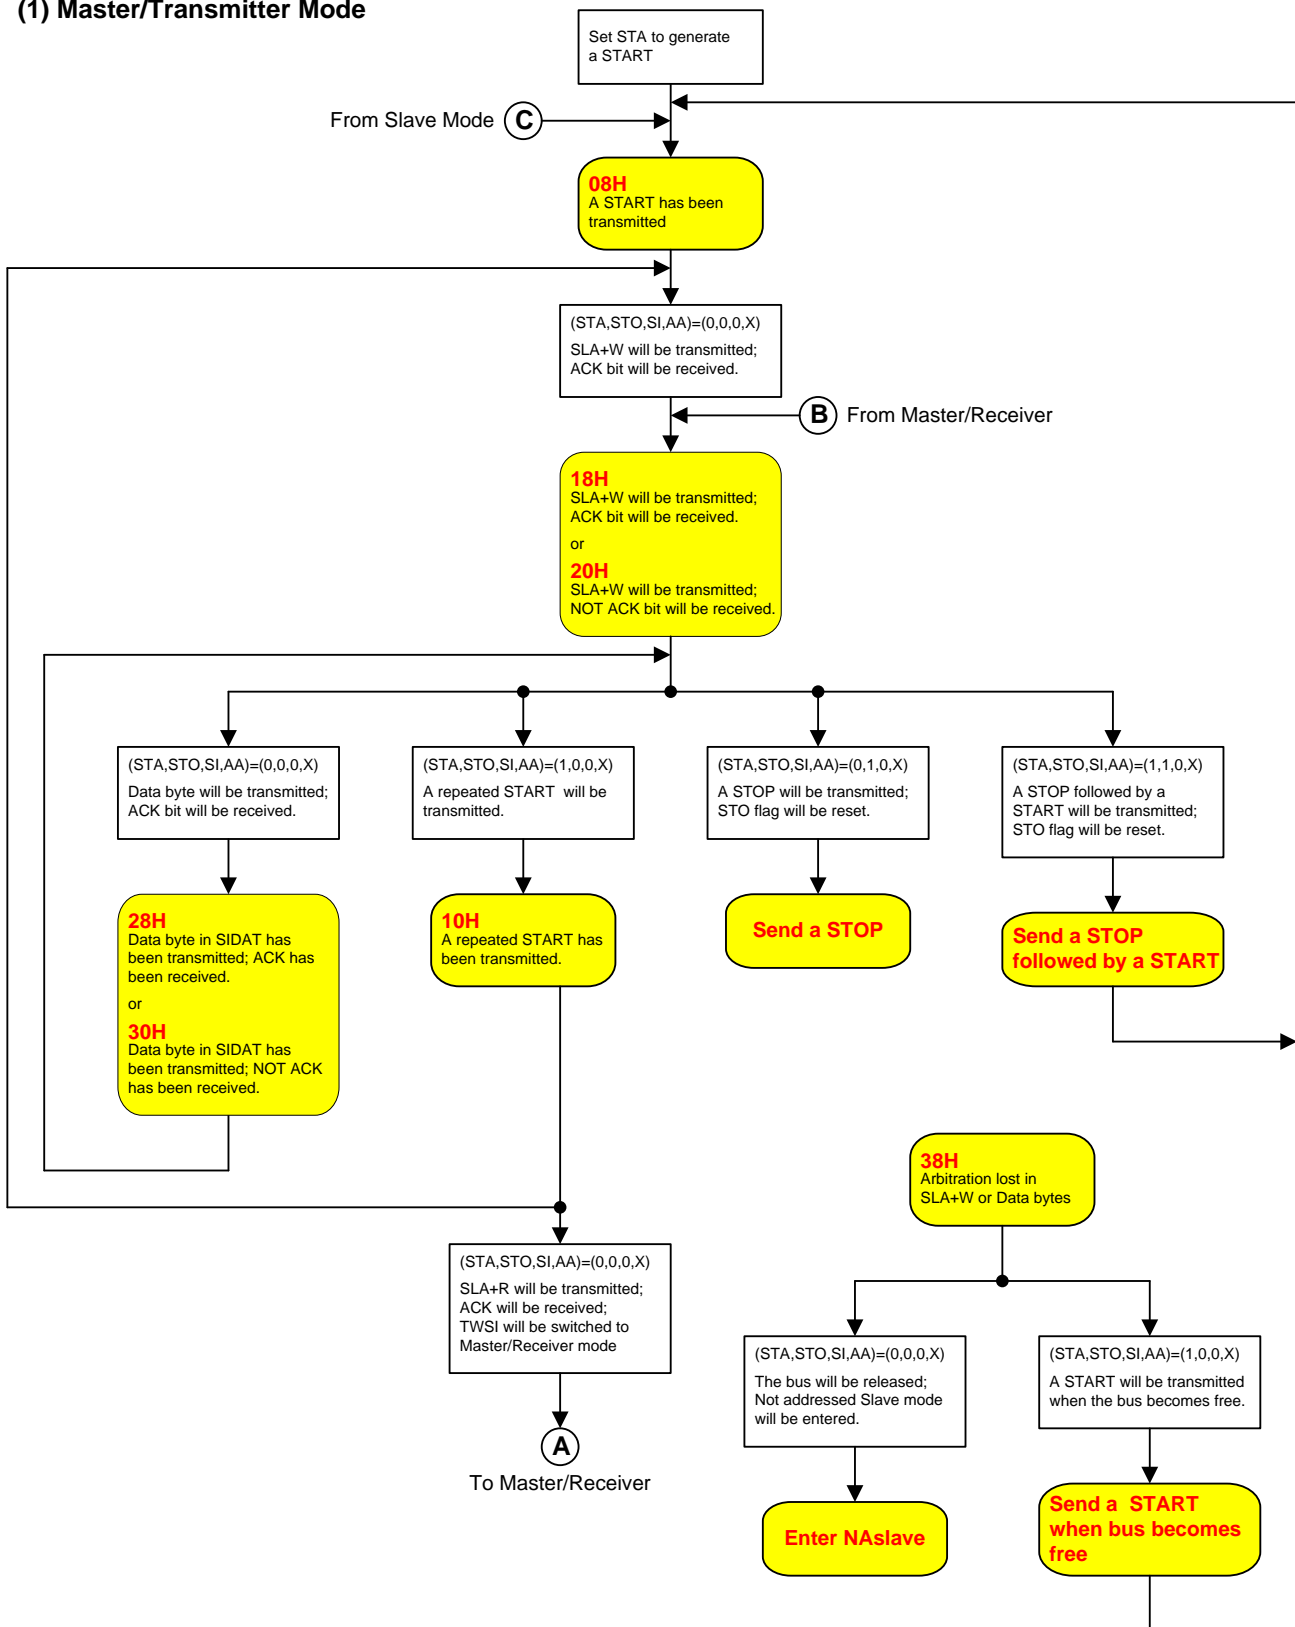 (1) Master/Transmitter Mode
Set STA to generate
a START
From Slave Mode
C
08H
A START has been
transmitted
(STA,STO,SI,AA)=(0,0,0,X)
SLA+W will be transmitted;
ACK bit will be received.
B
From Master/Receiver
18H
SLA+W will be transmitted;
ACK bit will be received.
or
20H
SLA+W will be transmitted;
NOT ACK bit will be received.
(STA,STO,SI,AA)=(0,0,0,X)
Data byte will be transmitted;
ACK bit will be received.
(STA,STO,SI,AA)=(1,0,0,X)
A repeated START will be
transmitted.
(STA,STO,SI,AA)=(0,1,0,X)
A STOP will be transmitted;
STO flag will be reset.
(STA,STO,SI,AA)=(1,1,0,X)
A STOP followed by a
START will be transmitted;
STO flag will be reset.
28H
Data byte in SIDAT has
been transmitted; ACK has
been received.
or
30H
Data byte in SIDAT has
been transmitted; NOT ACK
has been received.
10H
A repeated START has
been transmitted.
Send a STOP
Send a STOP
followed by a START
38H
Arbitration lost in
SLA+W or Data bytes
(STA,STO,SI,AA)=(0,0,0,X)
SLA+R will be transmitted;
ACK will be received;
TWSI will be switched to
Master/Receiver mode
A
To Master/Receiver
(STA,STO,SI,AA)=(0,0,0,X)
The bus will be released;
Not addressed Slave mode
will be entered.
(STA,STO,SI,AA)=(1,0,0,X)
A START will be transmitted
when the bus becomes free.
Enter NAslave
Send a START
when bus becomes
free